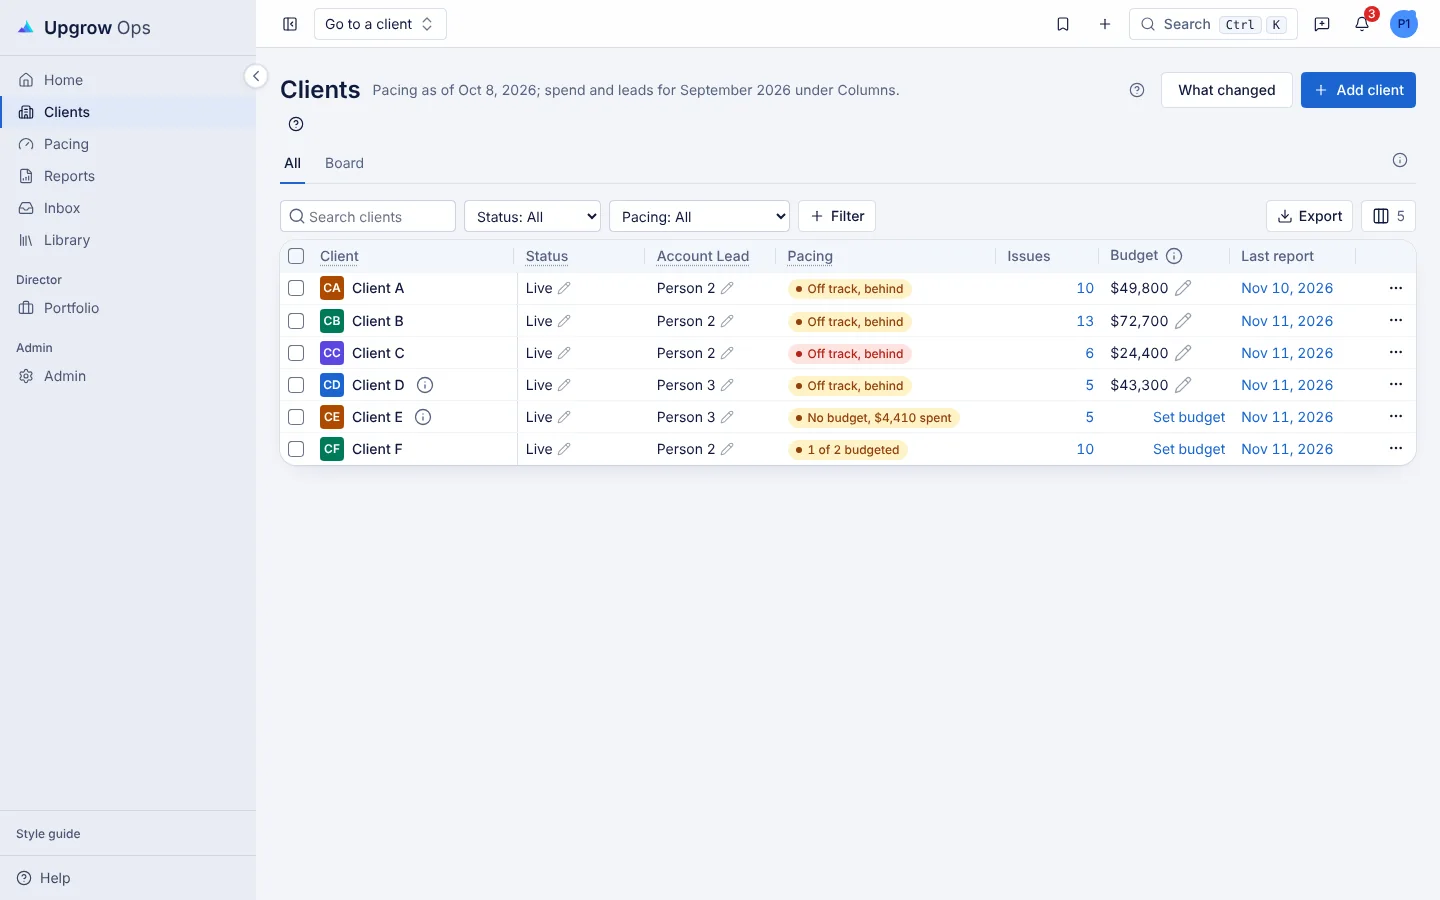 Upgrow Ops
Go to a client
Search Ctrl K
3
P1
Home
Clients
Pacing
Reports
Inbox
Library
Director
Portfolio
Admin
Admin
Style guide
Help
Clients Pacing as of Oct 8, 2026; spend and leads for September 2026 under Columns.
What changed
Add client
All Board
Search clients
Status: All
Pacing: All
Filter
Export
5
Client Status Account Lead Pacing Issues Budget Last report
CA Client A Live Person 2 Off track, behind 10 $49,800 Nov 10, 2026
CB Client B Live Person 2 Off track, behind 13 $72,700 Nov 11, 2026
CC Client C Live Person 2 Off track, behind 6 $24,400 Nov 11, 2026
CD Client D Live Person 3 Off track, behind 5 $43,300 Nov 11, 2026
CE Client E Live Person 3 No budget, $4,410 spent 5 Set budget Nov 11, 2026
CF Client F Live Person 2 1 of 2 budgeted 10 Set budget Nov 11, 2026